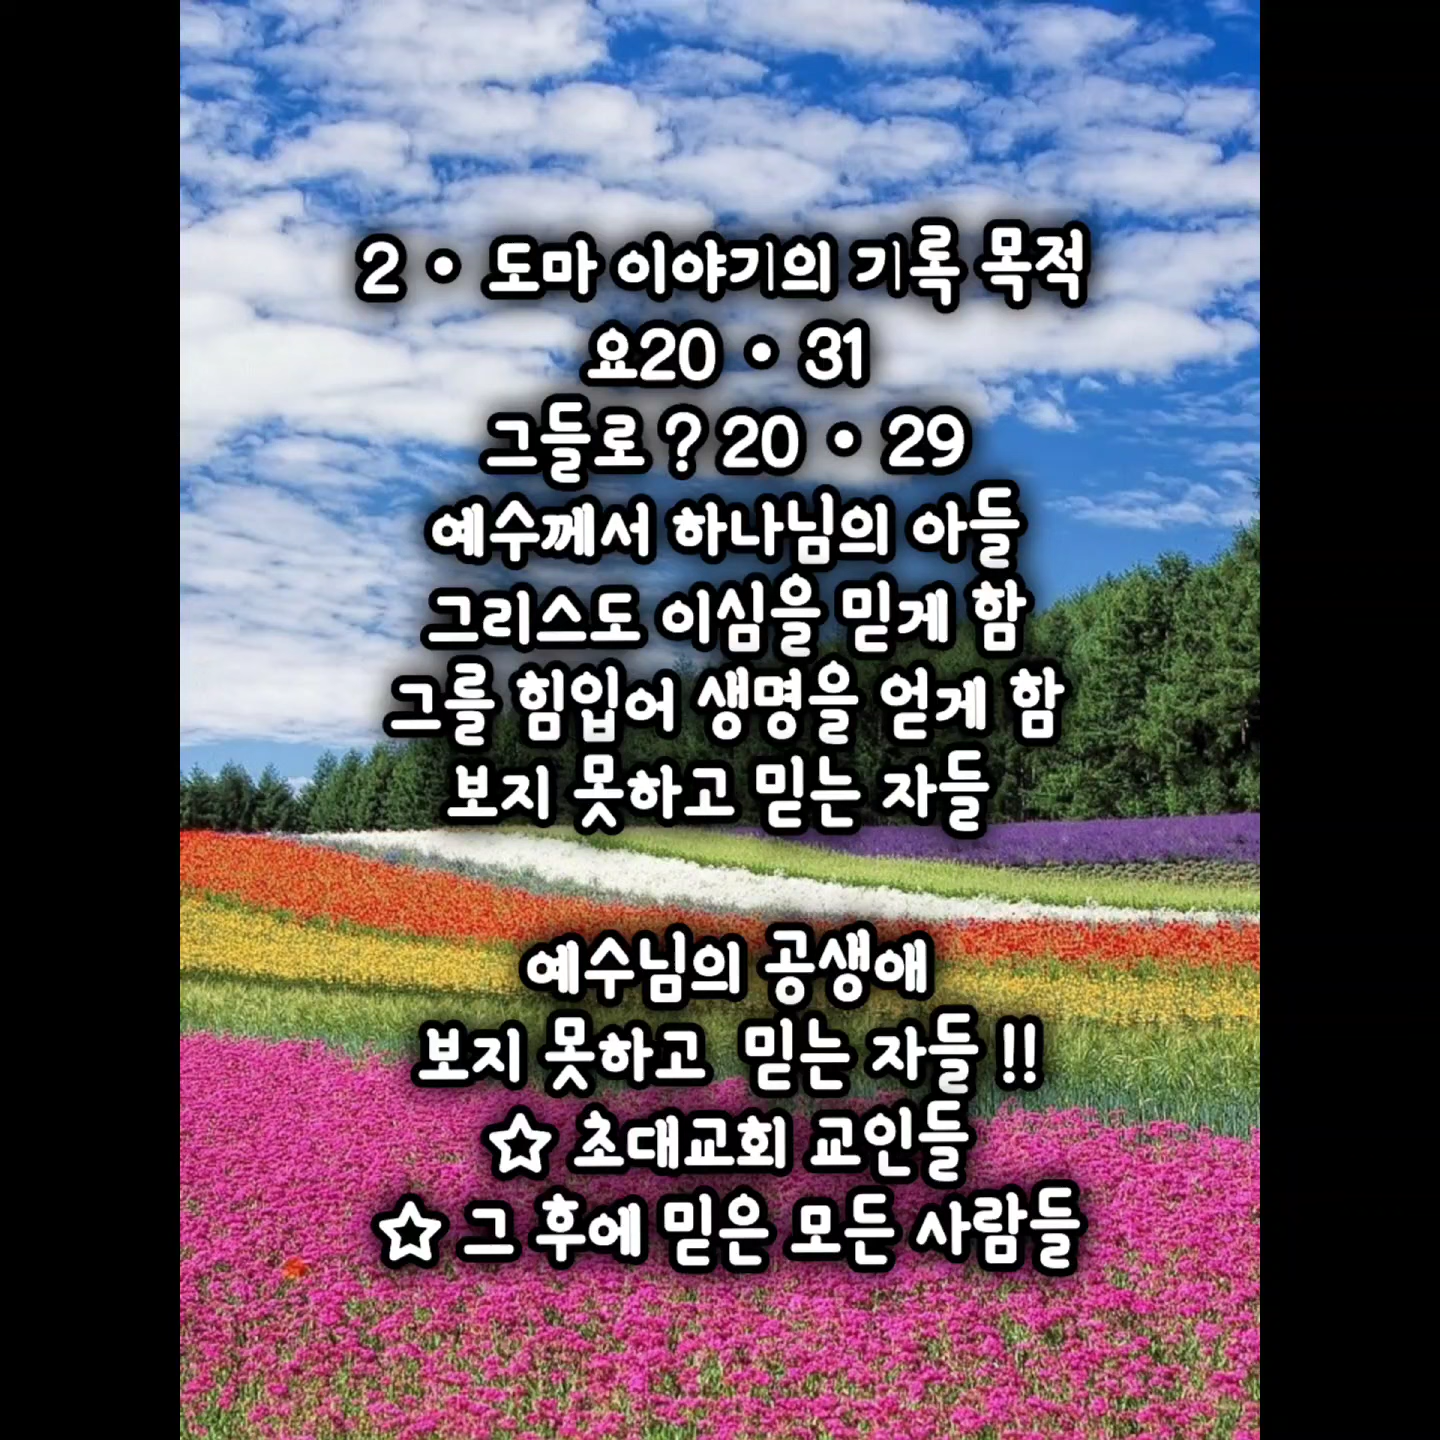 2 • 도마 이야기의 기록 목적
요20 • 31
그들로 ? 20 • 29
예수께서 하나님의 아들
그리스도 이심을 믿게 함
그를 힘입어 생명을 얻게 함
보지 못하고 믿는 자들
예수님의 공생애
보지 못하고 믿는 자들 !!
☆ 초대교회 교인들
☆ 그 후에 믿은 모든 사람들